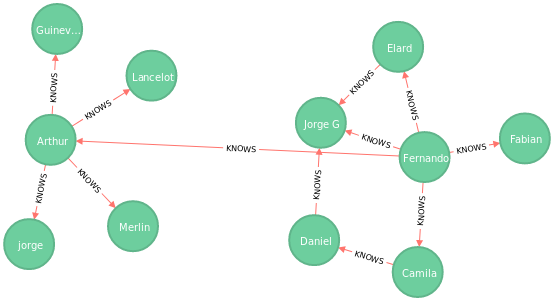 Guinev...
Elard
KNOWS
Lancelot
KNOWS
KNOWS
KNOWS
Jorge G
KNOWS
Fabian
Arthur
KNOWS
Fernando
KNOWS
KNOWS
KNOWS
KNOWS
KNOWS
Merlin
jorge
Daniel
KNOWS
Camila